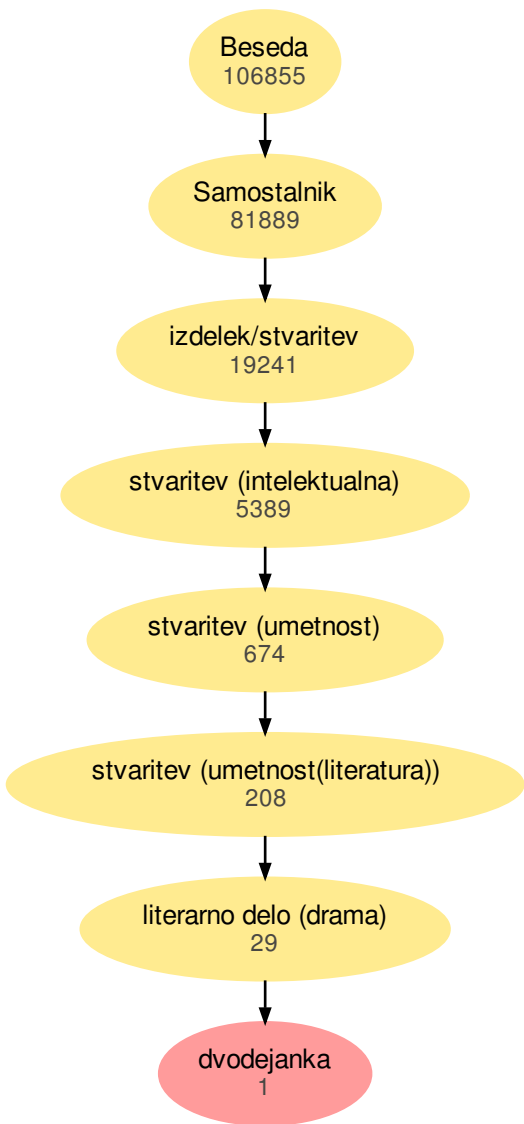 Beseda
106855
Samostalnik
81889
izdelek/stvaritev
19241
stvaritev (intelektualna)
5389
stvaritev (umetnost)
674
stvaritev (umetnost(literatura))
208
literarno delo (drama)
29
dvodejanka
1